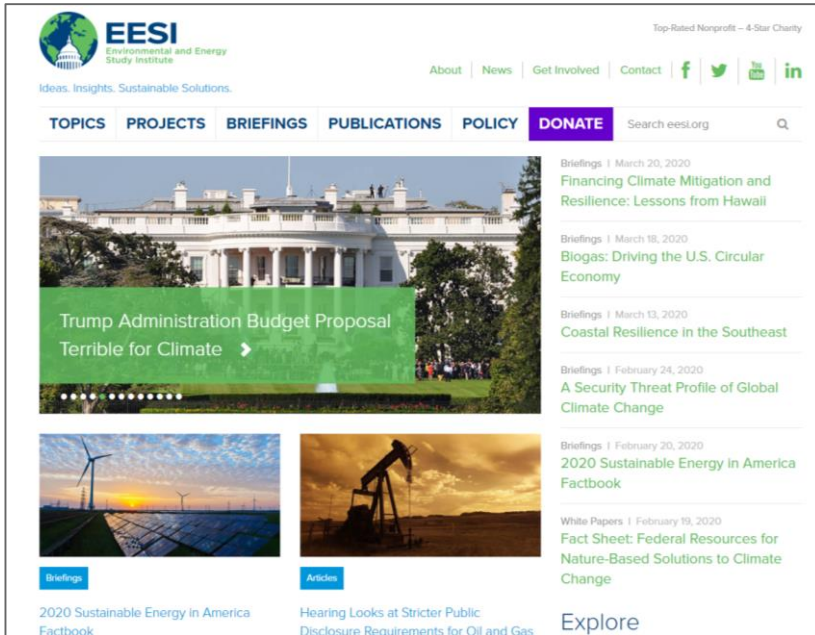 EESI
Environmental and Energy
Study Institute
Ideas. Insights. Sustainable Solutions.
Top-Rated Nonprofit – 4-Star Charity
About | News | Get Involved | Contact
TOPICS PROJECTS BRIEFINGS PUBLICATIONS POLICY DONATE Search eesi.org
Trump Administration Budget Proposal
Terrible for Climate
Briefings
2020 Sustainable Energy in America
Factbook
Articles
Hearing Looks at Stricter Public
Disclosure Requirements for Oil and Gas
Briefings | March 20, 2020
Financing Climate Mitigation and
Resilience: Lessons from Hawaii
Briefings | March 18, 2020
Biogas: Driving the U.S. Circular
Economy
Briefings | March 13, 2020
Coastal Resilience in the Southeast
Briefings | February 24, 2020
A Security Threat Profile of Global
Climate Change
Briefings | February 20, 2020
2020 Sustainable Energy in America
Factbook
White Papers | February 19, 2020
Fact Sheet: Federal Resources for
Nature-Based Solutions to Climate
Change
Explore